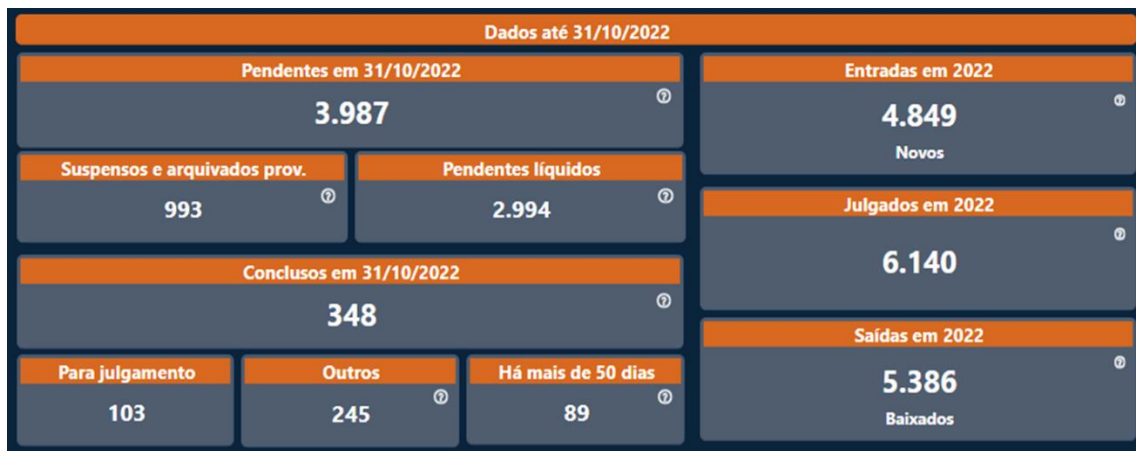 Dados até 31/10/2022
Pendentes em 31/10/2022
3.987
Suspensos e arquivados prov.
993
Pendentes líquidos
2.994
Conclusos em 31/10/2022
348
Para julgamento
103
Outros
245
Há mais de 50 dias
89
Entradas em 2022
4.849
Novos
Julgados em 2022
6.140
Saídas em 2022
5.386
Baixados